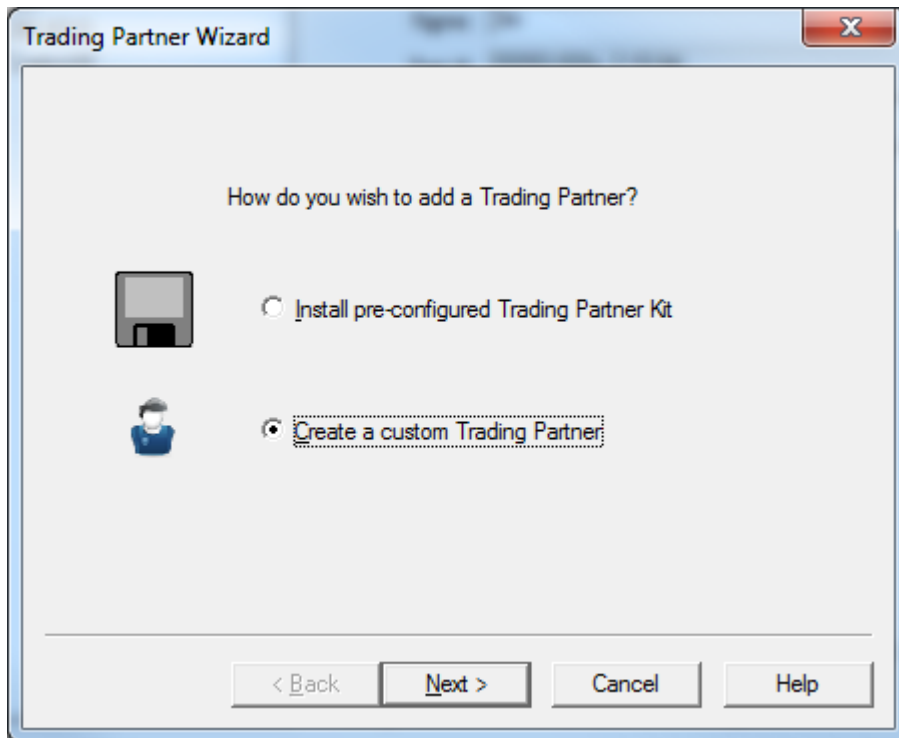 Trading Partner Wizard
How do you wish to add a Trading Partner?
Install pre-configured Trading Partner Kit
Create a custom Trading Partner
< Back Next > Cancel Help